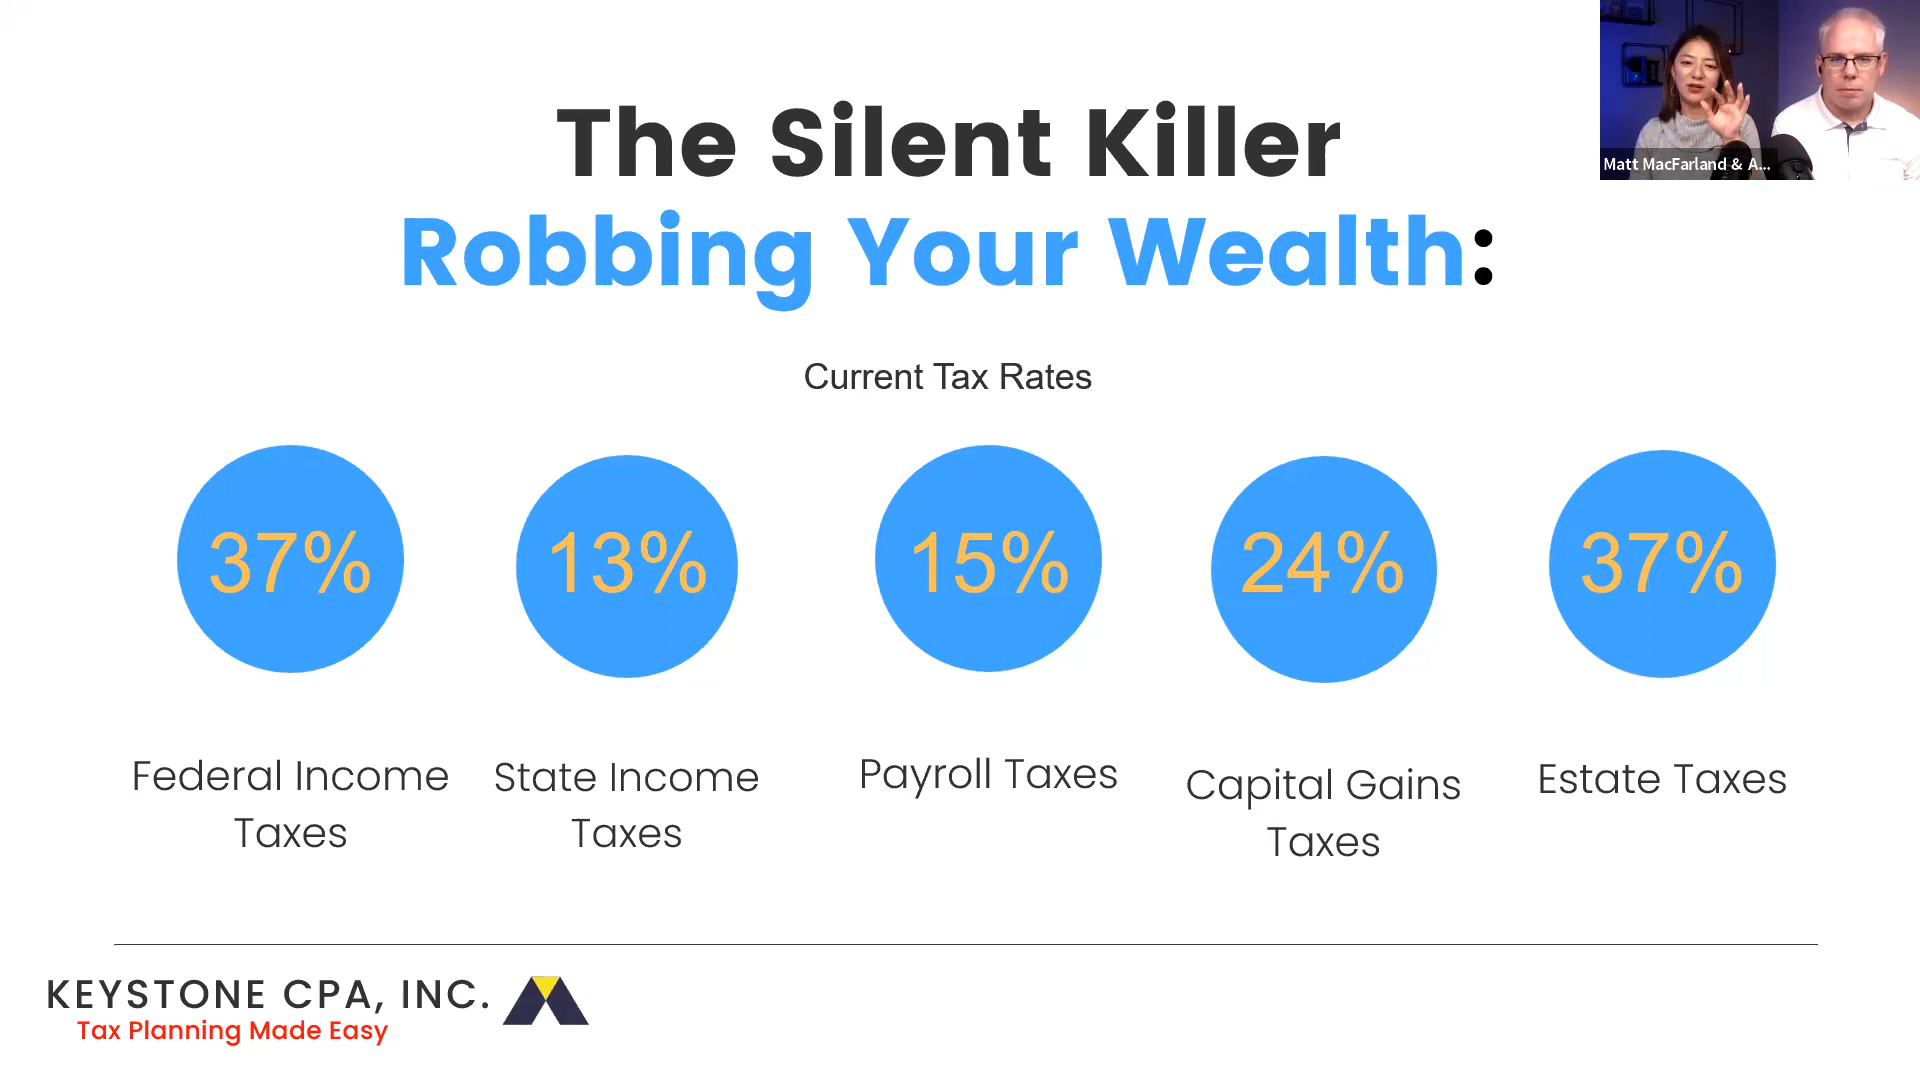 The Silent Killer
Robbing Your Wealth:
Matt MacFarland & A...
Current Tax Rates
37%
13%
15%
24%
37%
Federal Income
Taxes
State Income
Taxes
Payroll Taxes
Capital Gains
Taxes
Estate Taxes
KEYSTONE CPA, INC.
Tax Planning Made Easy